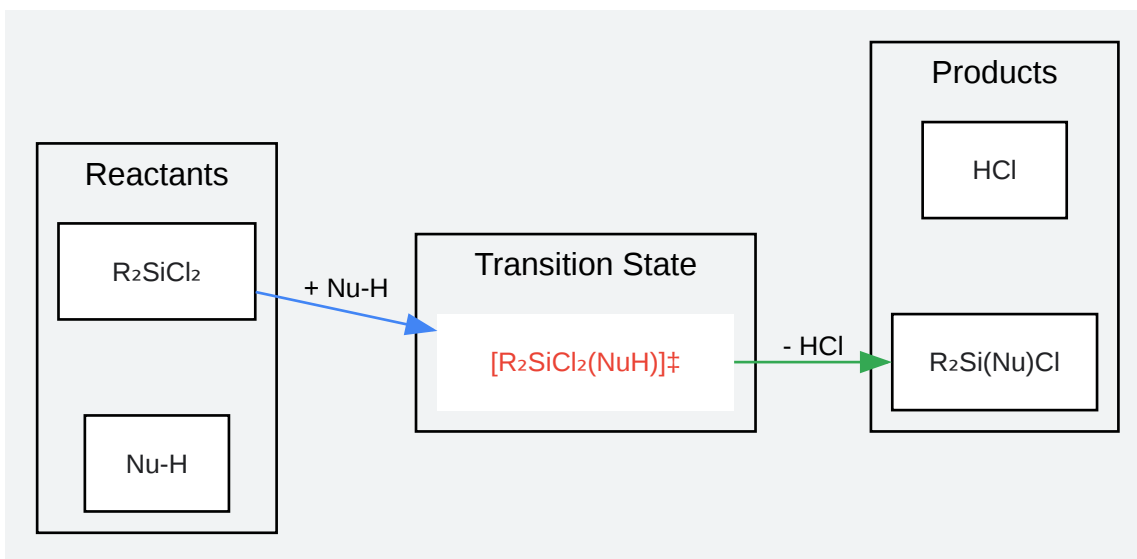 Reactants
R₂SiCl₂
Nu-H
+ Nu-H
Transition State
[R₂SiCl₂(NuH)]‡
- HCl
Products
HCl
R₂Si(Nu)Cl